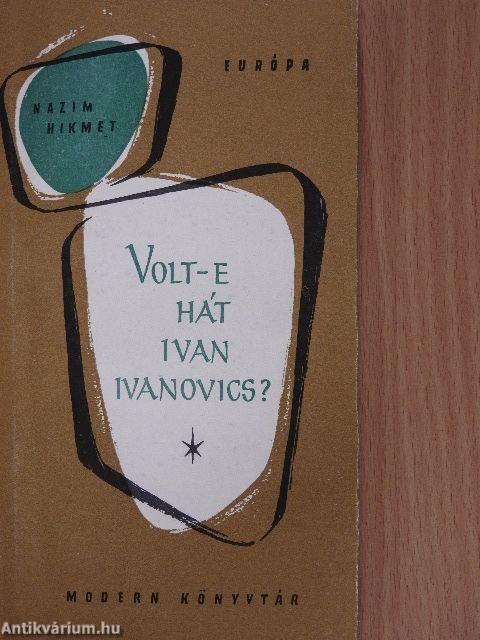 EURÓPA
NAZIM
HIKMET
VOLT-E
HÁT
IVAN
IVANOVICS?
MODERN KÖNYVTÁR
Antikvárium.hu